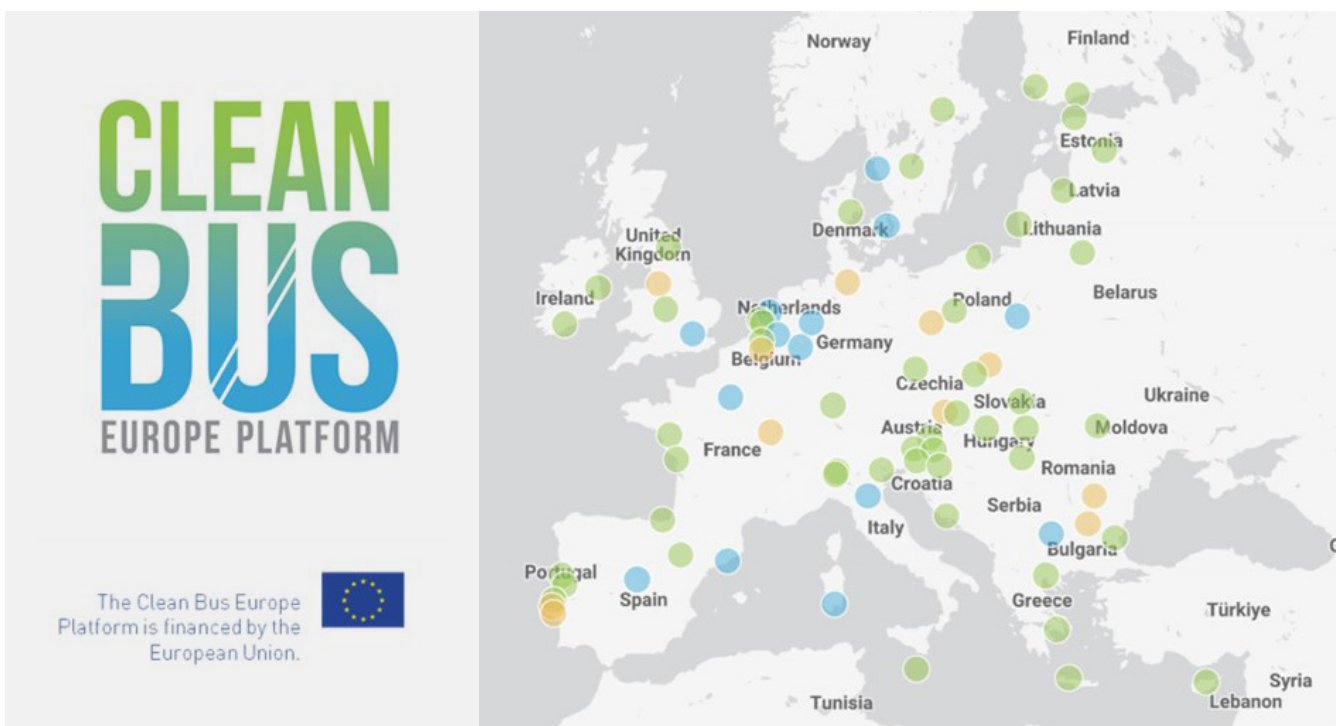 CLEAN
BUS
EUROPE PLATFORM
The Clean Bus Europe
Platform is financed by the
European Union.
Norway
Finland
Estonia
Latvia
Denmark
Lithuania
United
Kingdom
Ireland
Netherlands
Poland
Belarus
Germany
Belgium
Czechia
Ukraine
Slovakia
Austria
Hungary
Moldova
France
Romania
Croatia
Serbia
Italy
Bulgaria
Portugal
Spain
Greece
Türkiye
Syria
Lebanon
Tunisia